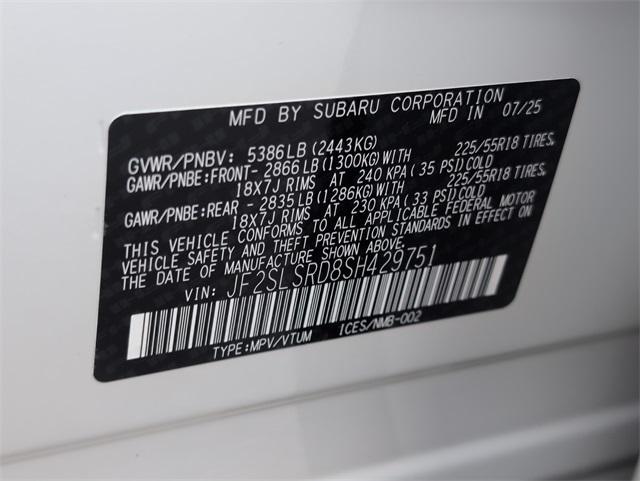 MFD BY SUBARU CORPORATION
MFD IN 07/25
GVWR/PNBV: 5386LB (2443KG)
GAWR/PNBE:FRONT- 2866LB (1300KG)WITH 225/55R18 TIRES,
18X7J RIMS AT 240 KPA (35 PSI)COLD
GAWR/PNBE:REAR - 2835LB (1286KG)WITH 225/55R18 TIRES,
18X7J RIMS AT 230 KPA (33 PSI)COLD
THIS VEHICLE CONFORMS TO ALL APPLICABLE FEDERAL MOTOR
VEHICLE SAFETY AND THEFT PREVENTION STANDARDS IN EFFECT ON
THE DATE OF MANUFACTURE SHOWN ABOVE.
VIN: JF2SLSRD8SH429751
TYPE:MPV/VTUM ICES/NMB-002